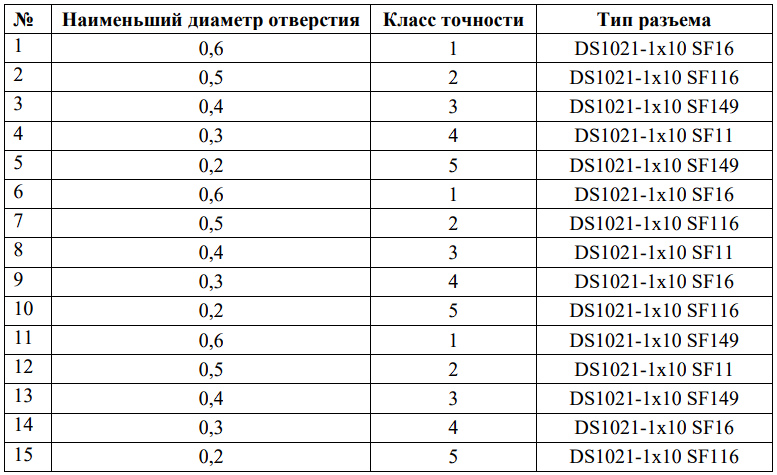 № Наименьший диаметр отверстия Класс точности Тип разъема
1 0,6 1 DS1021-1x10 SF16
2 0,5 2 DS1021-1x10 SF116
3 0,4 3 DS1021-1x10 SF149
4 0,3 4 DS1021-1x10 SF11
5 0,2 5 DS1021-1x10 SF149
6 0,6 1 DS1021-1x10 SF16
7 0,5 2 DS1021-1x10 SF116
8 0,4 3 DS1021-1x10 SF11
9 0,3 4 DS1021-1x10 SF16
10 0,2 5 DS1021-1x10 SF116
11 0,6 1 DS1021-1x10 SF149
12 0,5 2 DS1021-1x10 SF11
13 0,4 3 DS1021-1x10 SF149
14 0,3 4 DS1021-1x10 SF16
15 0,2 5 DS1021-1x10 SF116